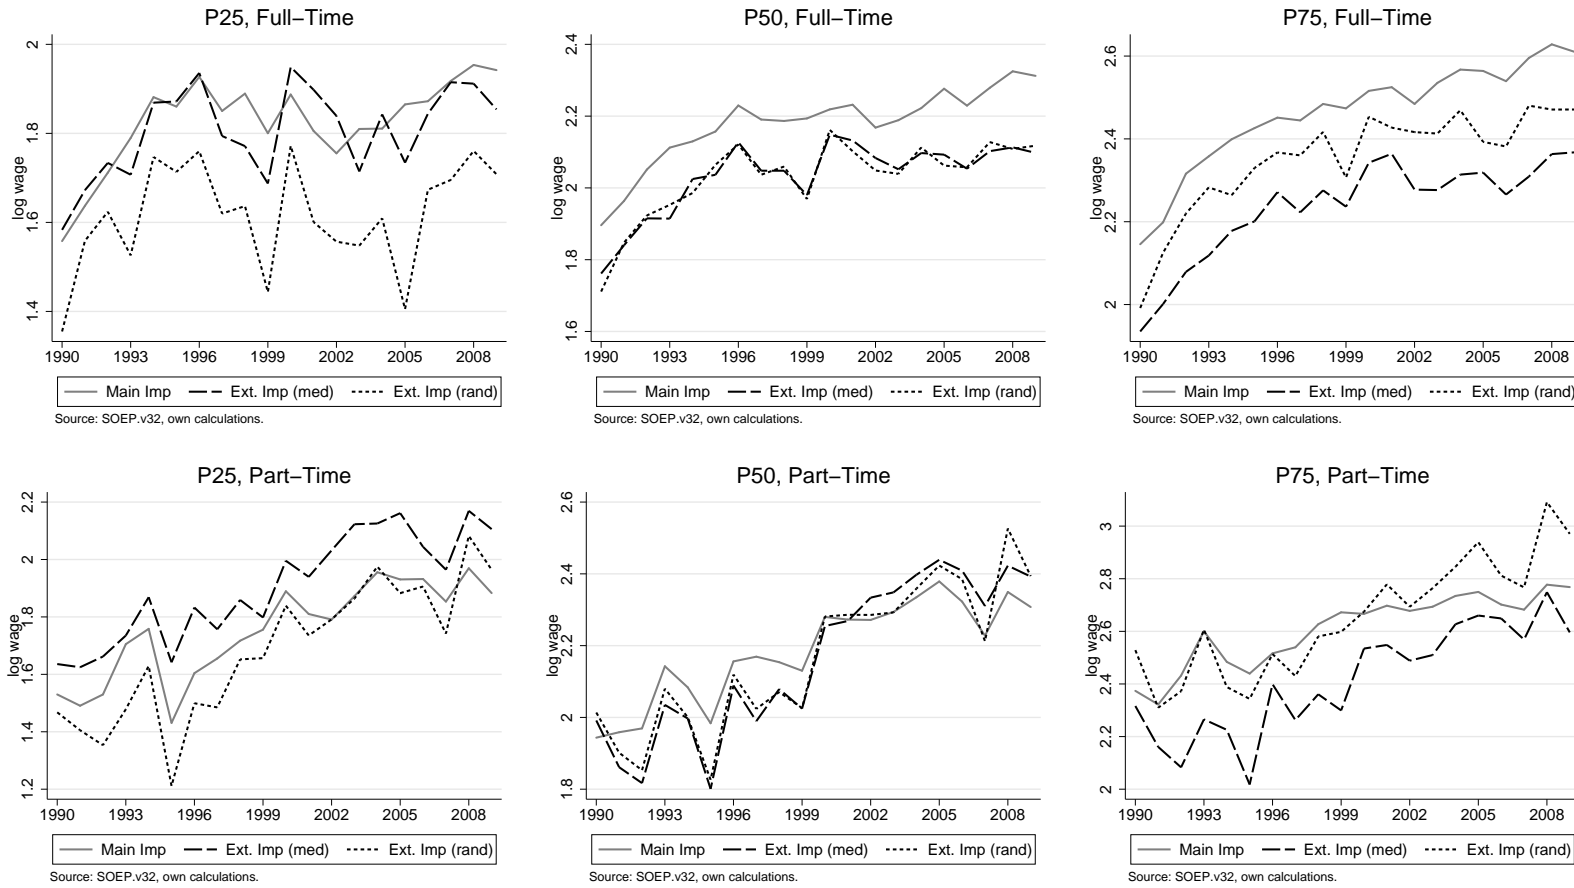 P25, Full−Time
log wage
2
1.8
1.6
1.4
1990 1993 1996 1999 2002 2005 2008
Main Imp Ext. Imp (med) Ext. Imp (rand)
Source: SOEP.v32, own calculations.
P50, Full−Time
log wage
2.4
2.2
2
1.8
1.6
1990 1993 1996 1999 2002 2005 2008
Main Imp Ext. Imp (med) Ext. Imp (rand)
Source: SOEP.v32, own calculations.
P75, Full−Time
log wage
2.6
2.4
2.2
2
1990 1993 1996 1999 2002 2005 2008
Main Imp Ext. Imp (med) Ext. Imp (rand)
Source: SOEP.v32, own calculations.
P25, Part−Time
log wage
2.2
2
1.8
1.6
1.4
1.2
1990 1993 1996 1999 2002 2005 2008
Main Imp Ext. Imp (med) Ext. Imp (rand)
Source: SOEP.v32, own calculations.
P50, Part−Time
log wage
2.6
2.4
2.2
2
1.8
1990 1993 1996 1999 2002 2005 2008
Main Imp Ext. Imp (med) Ext. Imp (rand)
Source: SOEP.v32, own calculations.
P75, Part−Time
log wage
3
2.8
2.6
2.4
2.2
2
1990 1993 1996 1999 2002 2005 2008
Main Imp Ext. Imp (med) Ext. Imp (rand)
Source: SOEP.v32, own calculations.